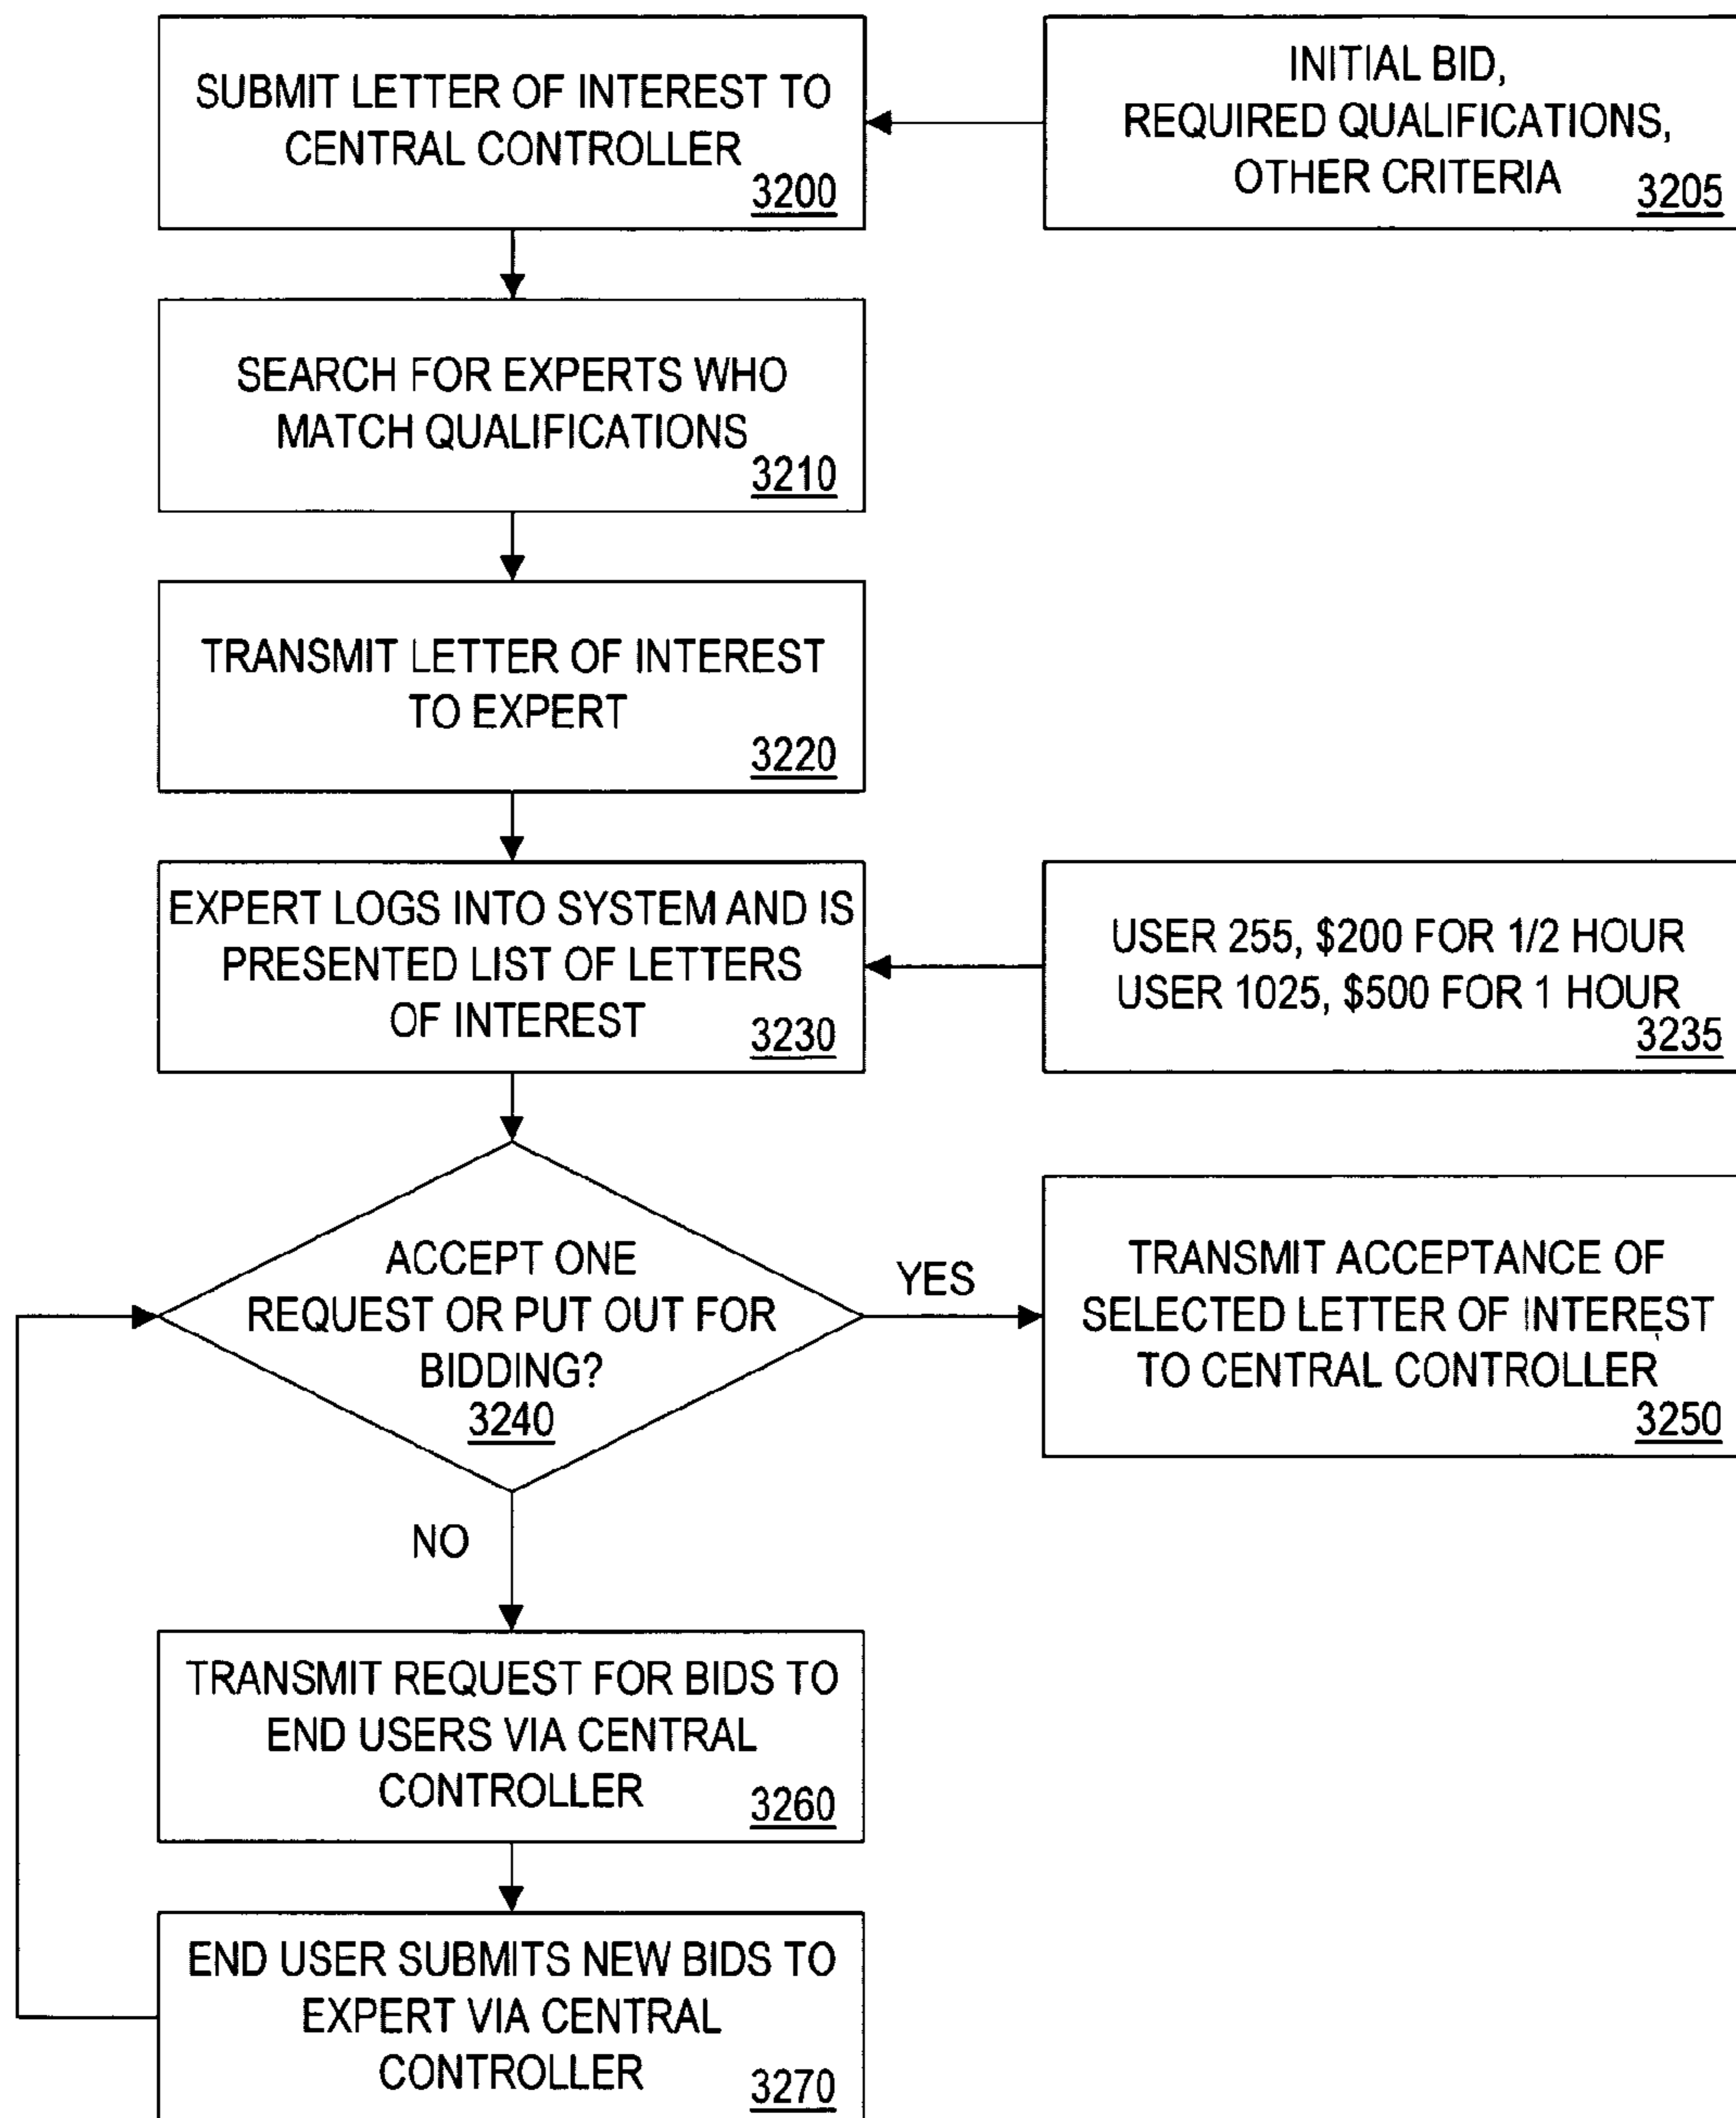 SUBMIT LETTER OF INTEREST TO
CENTRAL CONTROLLER
3200
INITIAL BID,
REQUIRED QUALIFICATIONS,
OTHER CRITERIA
3205
SEARCH FOR EXPERTS WHO
MATCH QUALIFICATIONS
3210
TRANSMIT LETTER OF INTEREST
TO EXPERT
3220
EXPERT LOGS INTO SYSTEM AND IS
PRESENTED LIST OF LETTERS
OF INTEREST
3230
USER 255, $200 FOR 1/2 HOUR
USER 1025, $500 FOR 1 HOUR
3235
ACCEPT ONE
REQUEST OR PUT OUT FOR
BIDDING?
3240
YES
TRANSMIT ACCEPTANCE OF
SELECTED LETTER OF INTEREST
TO CENTRAL CONTROLLER
3250
NO
TRANSMIT REQUEST FOR BIDS TO
END USERS VIA CENTRAL
CONTROLLER
3260
END USER SUBMITS NEW BIDS TO
EXPERT VIA CENTRAL
CONTROLLER
3270